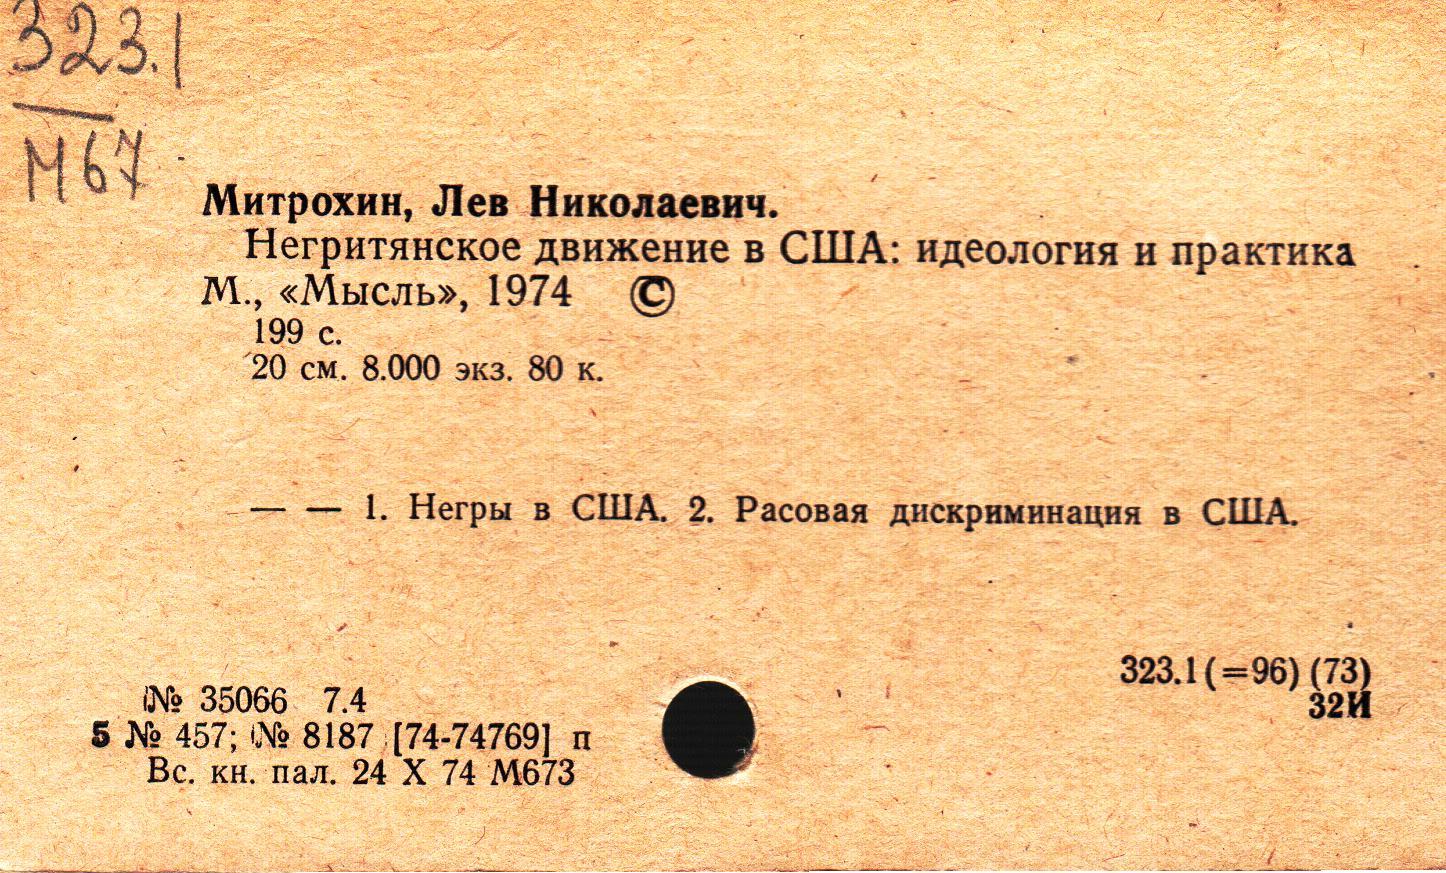 323.1
М67
Митрохин, Лев Николаевич.
Негритянское движение в США: идеология и практика
М., «Мысль», 1974 ©
199 с.
20 см. 8.000 экз. 80 к.
— — 1. Негры в США. 2. Расовая дискриминация в США.
323.1(=96) (73)
32И
№ 35066 7.4
5 № 457; № 8187 [74-74769] п
Вс. кн. пал. 24 X 74 М673